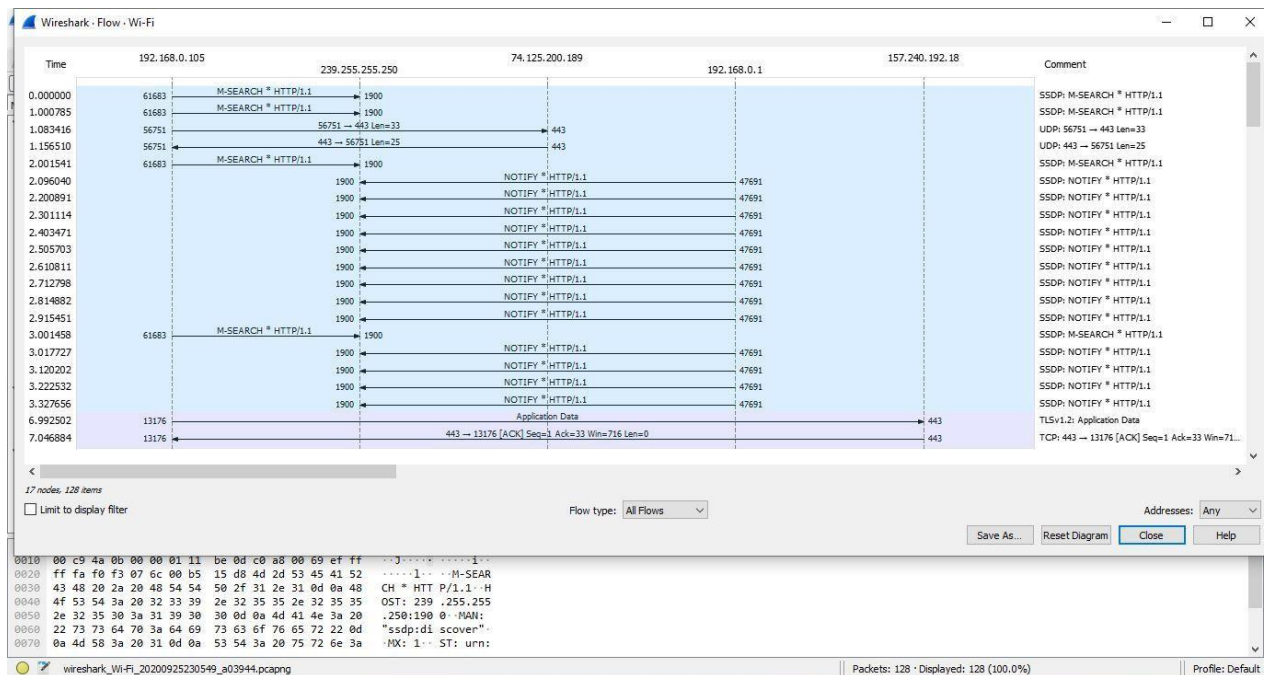 Wireshark · Flow · Wi-Fi
Time 192.168.0.105 239.255.255.250 74.125.200.189 192.168.0.1 157.240.192.18 Comment
0.000000 61683 M-SEARCH * HTTP/1.1 1900 SSDP: M-SEARCH * HTTP/1.1
1.000785 61683 M-SEARCH * HTTP/1.1 1900 SSDP: M-SEARCH * HTTP/1.1
1.083416 56751 56751 → 443 Len=33 443 UDP: 56751 → 443 Len=33
1.156510 56751 443 → 56751 Len=25 443 UDP: 443 → 56751 Len=25
2.001541 61683 M-SEARCH * HTTP/1.1 1900 SSDP: M-SEARCH * HTTP/1.1
2.096040 1900 NOTIFY * HTTP/1.1 47691 SSDP: NOTIFY * HTTP/1.1
2.200891 1900 NOTIFY * HTTP/1.1 47691 SSDP: NOTIFY * HTTP/1.1
2.301114 1900 NOTIFY * HTTP/1.1 47691 SSDP: NOTIFY * HTTP/1.1
2.403471 1900 NOTIFY * HTTP/1.1 47691 SSDP: NOTIFY * HTTP/1.1
2.505703 1900 NOTIFY * HTTP/1.1 47691 SSDP: NOTIFY * HTTP/1.1
2.610811 1900 NOTIFY * HTTP/1.1 47691 SSDP: NOTIFY * HTTP/1.1
2.712798 1900 NOTIFY * HTTP/1.1 47691 SSDP: NOTIFY * HTTP/1.1
2.814882 1900 NOTIFY * HTTP/1.1 47691 SSDP: NOTIFY * HTTP/1.1
2.915451 1900 NOTIFY * HTTP/1.1 47691 SSDP: NOTIFY * HTTP/1.1
3.001458 61683 M-SEARCH * HTTP/1.1 1900 SSDP: M-SEARCH * HTTP/1.1
3.017727 1900 NOTIFY * HTTP/1.1 47691 SSDP: NOTIFY * HTTP/1.1
3.120202 1900 NOTIFY * HTTP/1.1 47691 SSDP: NOTIFY * HTTP/1.1
3.222532 1900 NOTIFY * HTTP/1.1 47691 SSDP: NOTIFY * HTTP/1.1
3.327656 1900 NOTIFY * HTTP/1.1 47691 SSDP: NOTIFY * HTTP/1.1
6.992502 13176 Application Data 443 TLSv1.2: Application Data
7.046884 13176 443 → 13176 [ACK] Seq=1 Ack=33 Win=716 Len=0 443 TCP: 443 → 13176 [ACK] Seq=1 Ack=33 Win=71...
17 nodes, 128 items
Limit to display filter Flow type: All Flows Addresses: Any
Save As... Reset Diagram Close Help
0010 00 c9 4a 0b 00 00 01 11 be 0d c0 a8 00 69 ef ff ··J····· ·····i··
0020 ff fa f0 f3 07 6c 00 b5 15 d8 4d 2d 53 45 41 52 ·····l·· ··M-SEAR
0030 43 48 20 2a 20 48 54 54 50 2f 31 2e 31 0d 0a 48 CH * HTT P/1.1··H
0040 4f 53 54 3a 20 32 33 39 2e 32 35 35 2e 32 35 35 OST: 239 .255.255
0050 2e 32 35 30 3a 31 39 30 30 0d 0a 4d 41 4e 3a 20 .250:190 0··MAN:
0060 22 73 73 64 70 3a 64 69 73 63 6f 76 65 72 22 0d "ssdp:di scover"·
0070 0a 4d 58 3a 20 31 0d 0a 53 54 3a 20 75 72 6e 3a ·MX: 1·· ST: urn:
wireshark_Wi-Fi_20200925230549_a03944.pcapng Packets: 128 · Displayed: 128 (100.0%) Profile: Default